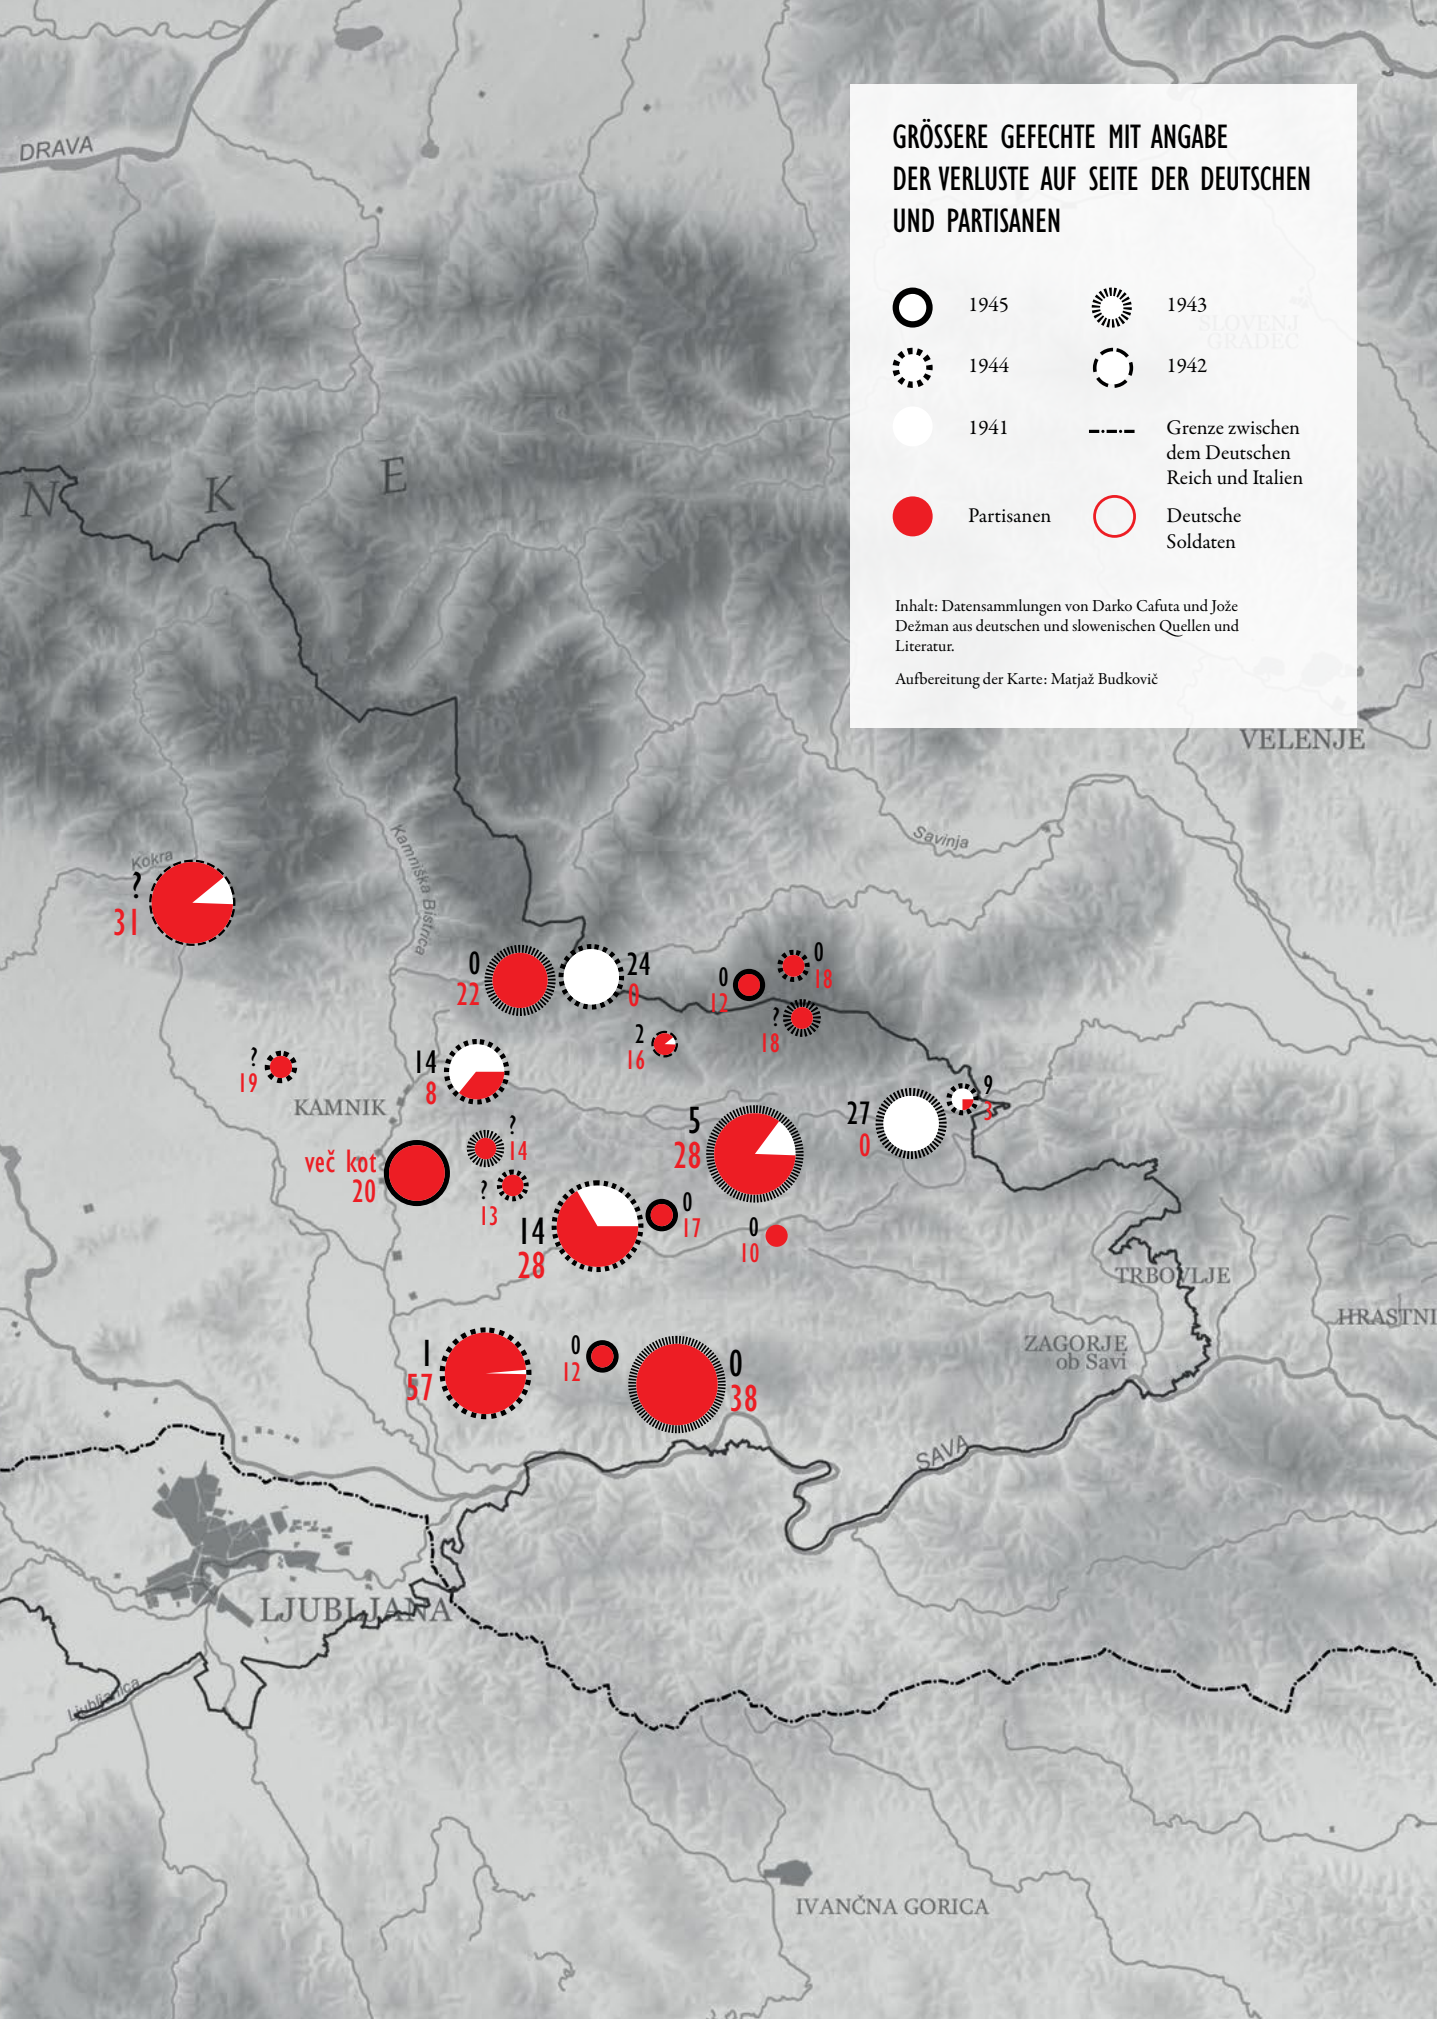 DRAVA
GRÖSSERE GEFECHTE MIT ANGABE
DER VERLUSTE AUF SEITE DER DEUTSCHEN
UND PARTISANEN
1945
1943
SLOVENJ
GRADEC
1944
1942
1941
Grenze zwischen
dem Deutschen
Reich und Italien
Partisanen
Deutsche
Soldaten
Inhalt: Datensammlungen von Darko Cafuta und Jože
Dežman aus deutschen und slowenischen Quellen und
Literatur.
Aufbereitung der Karte: Matjaž Budkovič
N K E
VELENJE
Savinja
Kokra
Kamniška Bistrica
?
31
0
22
24
0
0
12
0
18
?
18
2
16
?
19
14
8
KAMNIK
9
3
27
0
5
28
?
14
več kot
20
?
13
14
28
0
17
0
10
TRBOVLJE
HRASTNI
ZAGORJE
ob Savi
1
57
0
12
0
38
SAVA
LJUBLJANA
Ljubljanica
IVANČNA GORICA